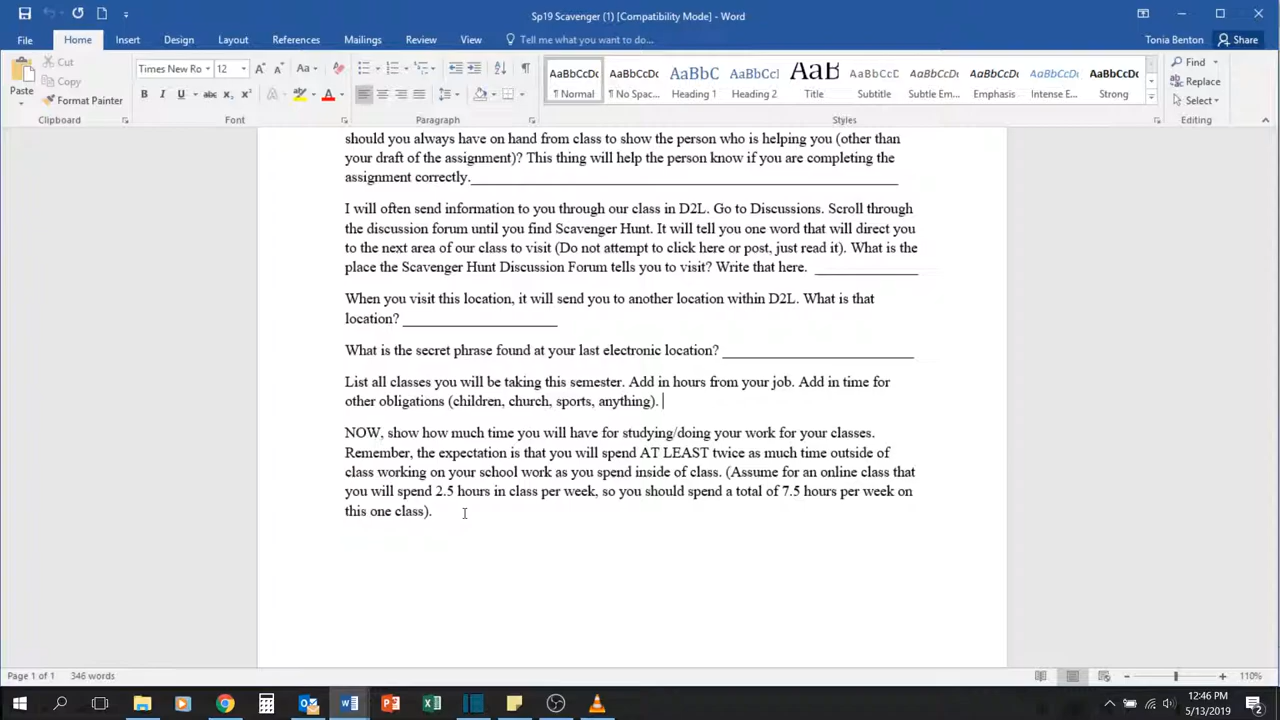 Sp19 Scavenger (1) [Compatibility Mode] - Word
File Home Insert Design Layout References Mailings Review View Tell me what you want to do... Tonia Benton Share
Paste Cut Copy Format Painter
Times New Ro 12
AaBbCcDc AaBbCcDc AaBbC AaBbCcI AaB AaBbCcD AaBbCcDc AaBbCcDc AaBbCcDc AaBbCcDc
¶ Normal ¶ No Spac... Heading 1 Heading 2 Title Subtitle Subtle Em... Emphasis Intense E... Strong
Find
Replace
Select
Clipboard Font Paragraph Styles Editing
should you always have on hand from class to show the person who is helping you (other than
your draft of the assignment)? This thing will help the person know if you are completing the
assignment correctly.
I will often send information to you through our class in D2L. Go to Discussions. Scroll through
the discussion forum until you find Scavenger Hunt. It will tell you one word that will direct you
to the next area of our class to visit (Do not attempt to click here or post, just read it). What is the
place the Scavenger Hunt Discussion Forum tells you to visit? Write that here.
When you visit this location, it will send you to another location within D2L. What is that
location?
What is the secret phrase found at your last electronic location?
List all classes you will be taking this semester. Add in hours from your job. Add in time for
other obligations (children, church, sports, anything).
NOW, show how much time you will have for studying/doing your work for your classes.
Remember, the expectation is that you will spend AT LEAST twice as much time outside of
class working on your school work as you spend inside of class. (Assume for an online class that
you will spend 2.5 hours in class per week, so you should spend a total of 7.5 hours per week on
this one class).
Page 1 of 1 346 words 110%
12:46 PM
5/13/2019